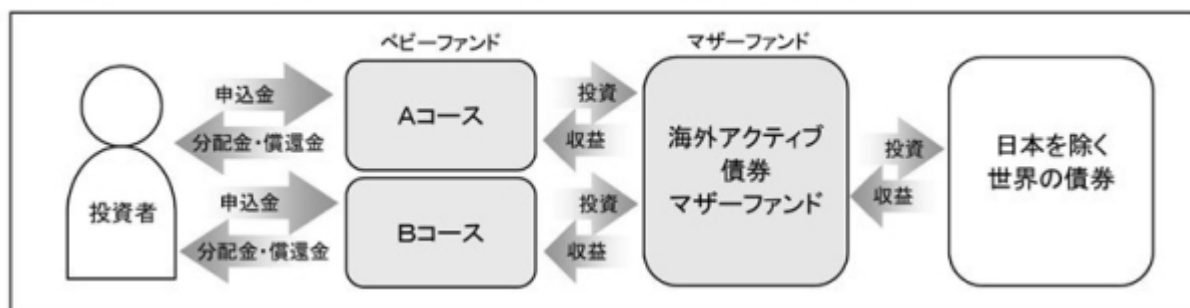 ベビーファンド
マザーファンド
申込金
分配金・償還金
申込金
分配金・償還金
投資者
Aコース
Bコース
投資
収益
投資
収益
海外アクティブ
債券
マザーファンド
投資
収益
日本を除く
世界の債券